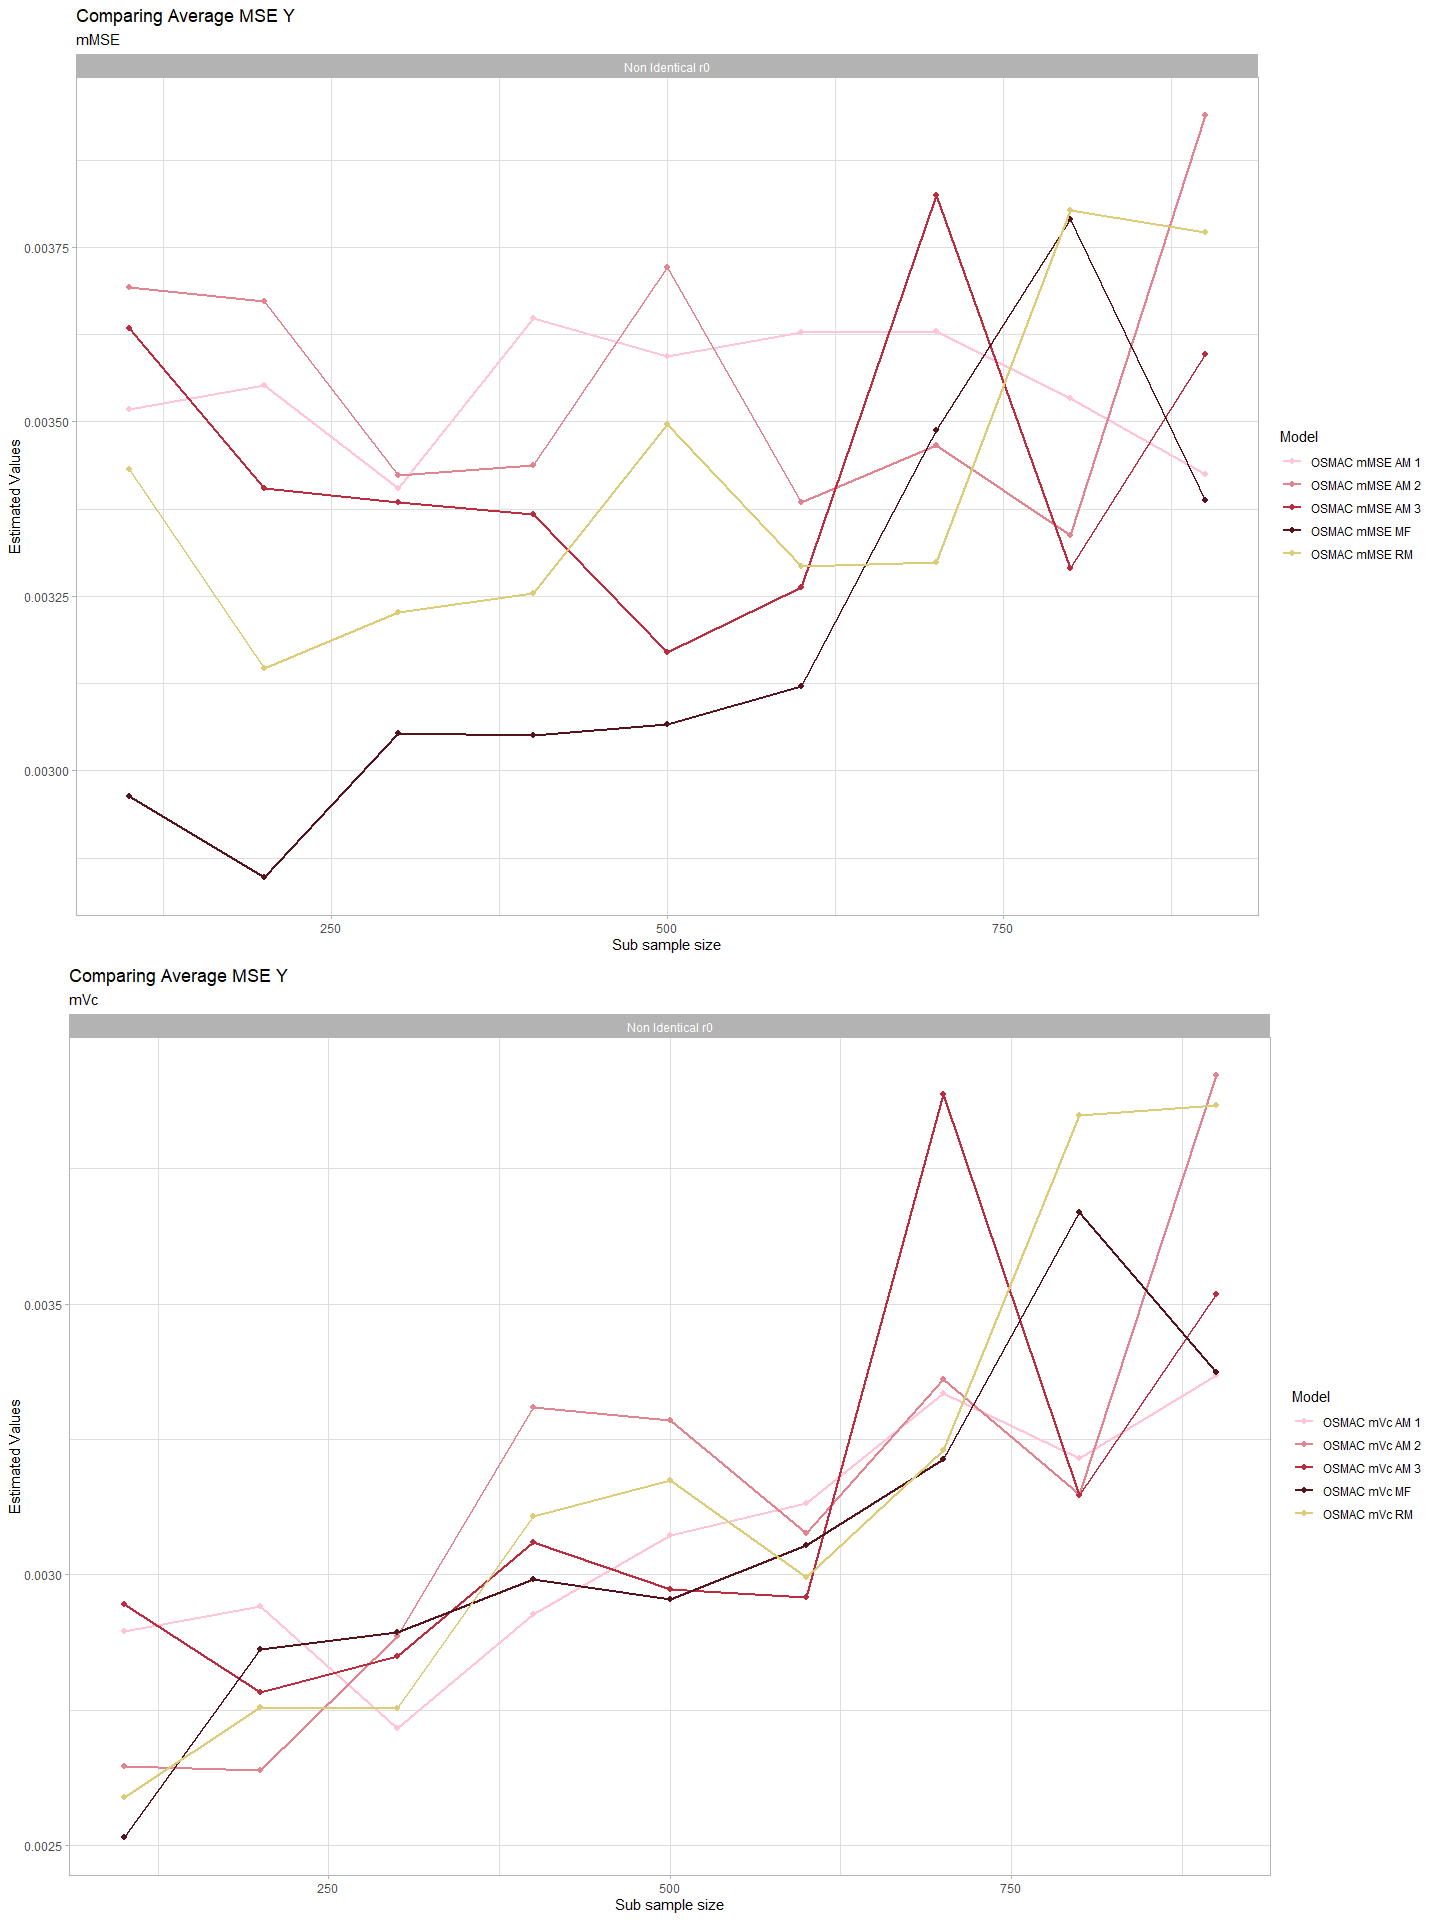 Comparing Average MSE Y
mMSE
Non Identical r0
0.00375
0.00350
0.00325
0.00300
Estimated Values
250
500
750
Sub sample size
Model
OSMAC mMSE AM 1
OSMAC mMSE AM 2
OSMAC mMSE AM 3
OSMAC mMSE MF
OSMAC mMSE RM
Comparing Average MSE Y
mVc
Non Identical r0
0.0035
0.0030
0.0025
Estimated Values
250
500
750
Sub sample size
Model
OSMAC mVc AM 1
OSMAC mVc AM 2
OSMAC mVc AM 3
OSMAC mVc MF
OSMAC mVc RM